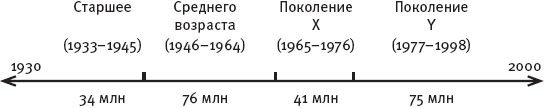 Старшее Среднего Поколение Поколение
возраста X Y
(1933–1945) (1946–1964) (1965–1976) (1977–1998)
1930 2000
34 млн 76 млн 41 млн 75 млн